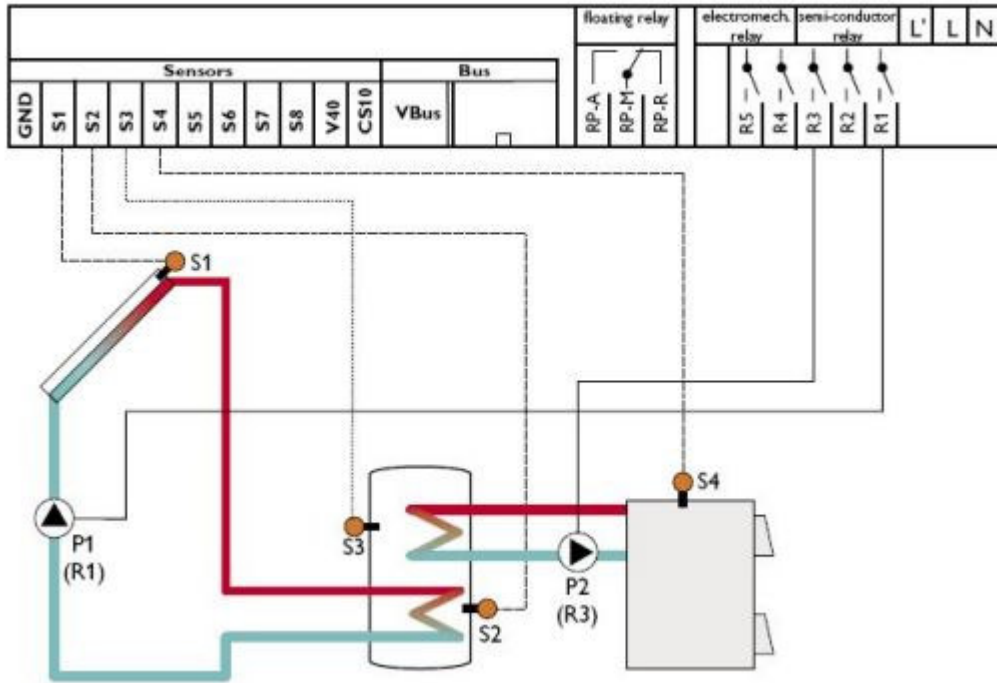 floating relay
electromech. relay
semi-conductor relay
L' L N
Sensors
Bus
GND S1 S2 S3 S4 S5 S6 S7 S8 V40 CS10
VBus
RP-A RP-M RP-R
R5 R4 R3 R2 R1
S1
S4
S3
P1
(R1)
P2
(R3)
S2